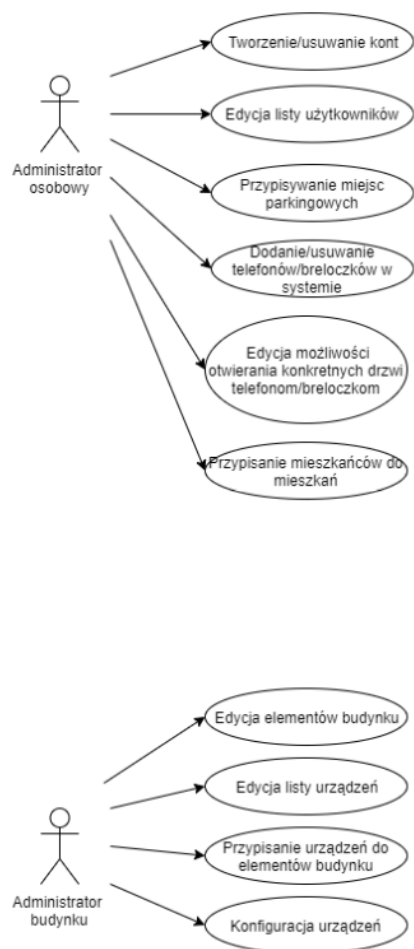 Tworzenie/usuwanie kont
Edycja listy użytkowników
Administrator
osobowy
Przypisywanie miejsc
parkingowych
Dodanie/usuwanie
telefonów/breloczków w
systemie
Edycja możliwości
otwierania konkretnych drzwi
telefonom/breloczkom
Przypisanie mieszkańców do
mieszkań
Edycja elementów budynku
Edycja listy urządzeń
Przypisanie urządzeń do
elementów budynku
Administrator
budynku
Konfiguracja urządzeń